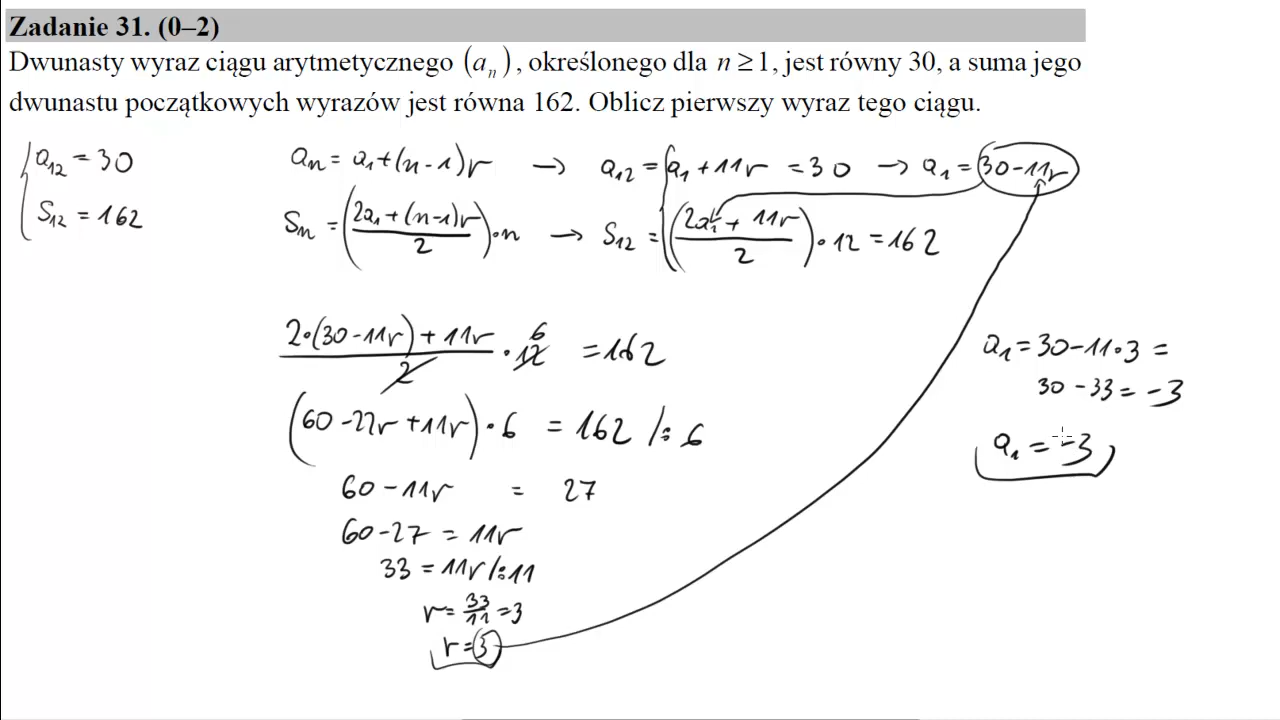 Zadanie 31. (0–2)
Dwunasty wyraz ciągu arytmetycznego (aₙ), określonego dla n ≥ 1, jest równy 30, a suma jego
dwunastu początkowych wyrazów jest równa 162. Oblicz pierwszy wyraz tego ciągu.
a₁₂ = 30
S₁₂ = 162
aₙ = a₁ + (n - 1)r → a₁₂ = a₁ + 11r = 30 → a₁ = 30 - 11r
Sₙ = ((2a₁ + (n-1)r)/2) · n → S₁₂ = ((2a₁ + 11r)/2) · 12 = 162
(2·(30 - 11r) + 11r)/2 · 12 6 = 162
(60 - 22r + 11r) · 6 = 162 /: 6
60 - 11r = 27
60 - 27 = 11r
33 = 11r /: 11
r = 33/11 = 3
r = 3
a₁ = 30 - 11·3 =
30 - 33 = -3
a₁ = -3